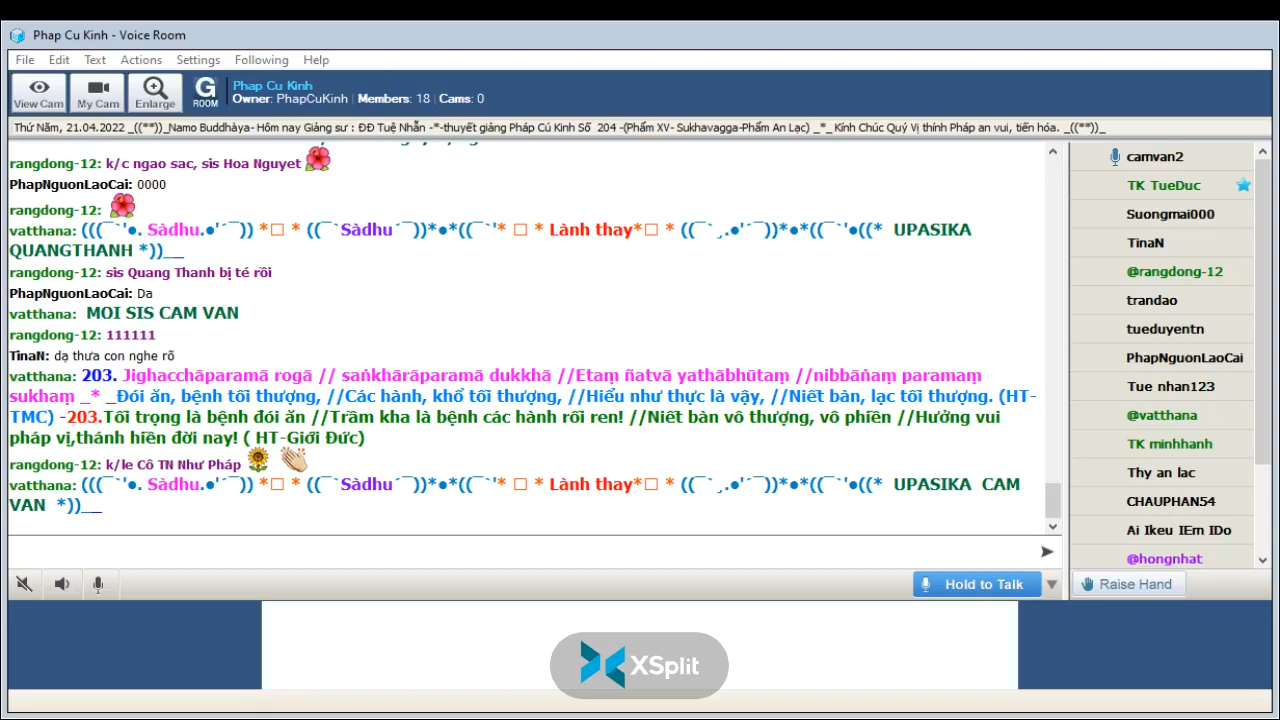 Phap Cu Kinh - Voice Room
File Edit Text Actions Settings Following Help
View Cam My Cam Enlarge G ROOM
Phap Cu Kinh
Owner: PhapCuKinh Members: 18 Cams: 0
Thứ Năm, 21.04.2022 _((**))_Namo Buddhàya- Hôm nay Giảng sư : ĐĐ Tuệ Nhẫn -*-thuyết giảng Pháp Cú Kinh Số 204 -(Phẩm XV- Sukhavagga-Phẩm An Lạc) _*_ Kính Chúc Quý Vị thính Pháp an vui, tiến hóa. _((**))_
rangdong-12: k/c ngao sac, sis Hoa Nguyet
PhapNguonLaoCai: 0000
rangdong-12:
vatthana: (((¯`'●. Sàdhu.●'´¯)) *□ * ((¯`Sàdhu´¯))*●*((¯`'* □ * Lành thay*□ * ((¯`¸.●'´¯))*●*((¯`'●((* UPASIKA
QUANGTHANH *))__
rangdong-12: sis Quang Thanh bị té rồi
PhapNguonLaoCai: Da
vatthana: MOI SIS CAM VAN
rangdong-12: 111111
TinaN: dạ thưa con nghe rõ
vatthana: 203. Jighacchāparamā rogā // saṅkhārāparamā dukkhā //Etaṃ ñatvā yathābhūtaṃ //nibbāṇaṃ paramaṃ
sukhaṃ _* _Đói ăn, bệnh tối thượng, //Các hành, khổ tối thượng, //Hiểu như thực là vậy, //Niết bàn, lạc tối thượng. (HT-
TMC) -203.Tối trọng là bệnh đói ăn //Trầm kha là bệnh các hành rối ren! //Niết bàn vô thượng, vô phiền //Hưởng vui
pháp vị,thánh hiền đời nay! ( HT-Giới Đức)
rangdong-12: k/le Cô TN Như Pháp
vatthana: (((¯`'●. Sàdhu.●'´¯)) *□ * ((¯`Sàdhu´¯))*●*((¯`'* □ * Lành thay*□ * ((¯`¸.●'´¯))*●*((¯`'●((* UPASIKA CAM
VAN *))__
camvan2
TK TueDuc
Suongmai000
TinaN
@rangdong-12
trandao
tueduyentn
PhapNguonLaoCai
Tue nhan123
@vatthana
TK minhhanh
Thy an lac
CHAUPHAN54
Ai Ikeu IEm IDo
@hongnhat
Hold to Talk
Raise Hand
XSplit